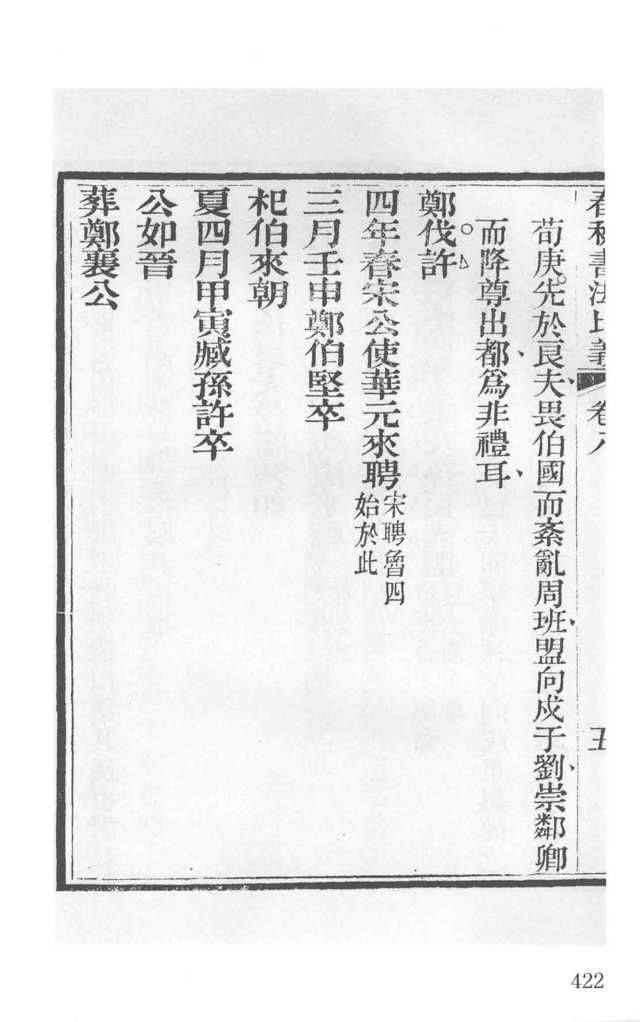 春秋書法比義 卷八 五
荀庚先於良夫畏伯國而紊亂周班盟向戌于劉崇鄰卿
而降尊出都爲非禮耳
鄭伐許
四年春宋公使華元來聘
宋聘魯四
始於此
三月壬申鄭伯堅卒
杞伯來朝
夏四月甲寅臧孫許卒
公如晉
葬鄭襄公
422